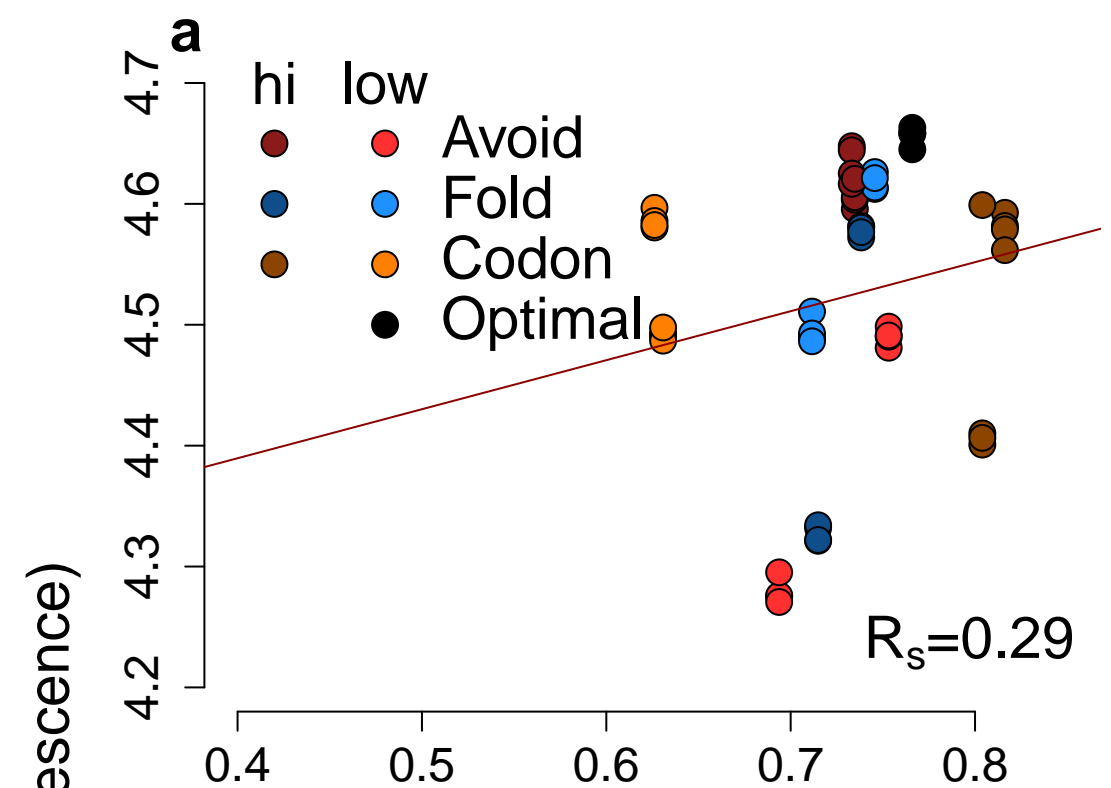 a
hi low
Avoid
Fold
Codon
Optimal
4.7
4.6
4.5
4.4
4.3
4.2
escence)
Rs=0.29
0.4 0.5 0.6 0.7 0.8